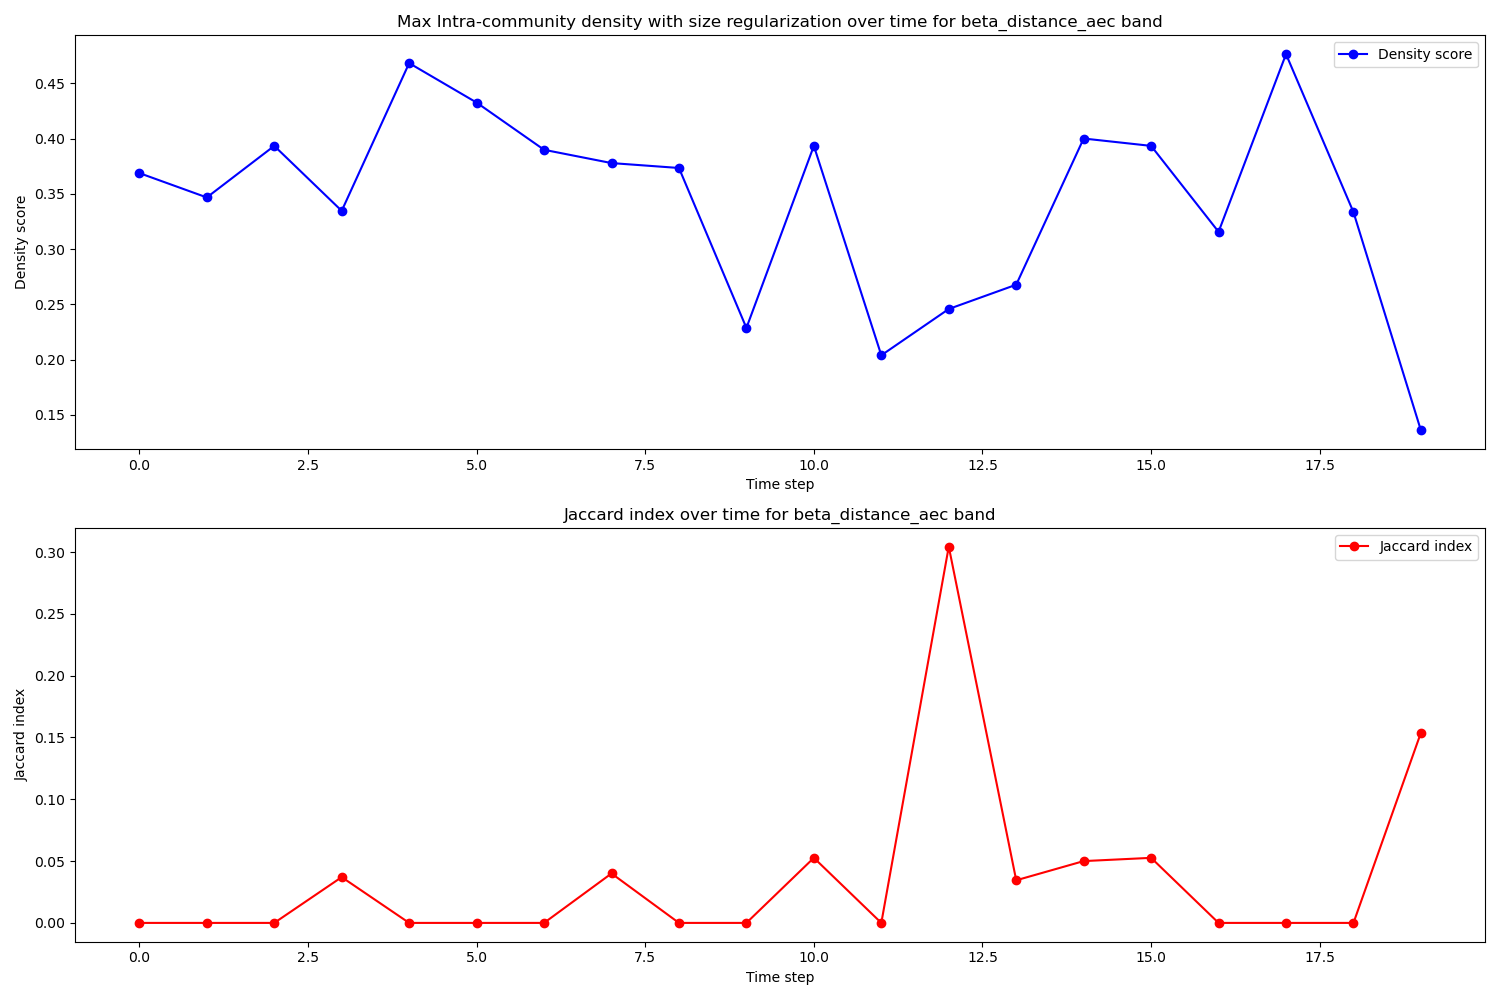 Max Intra-community density with size regularization over time for beta_distance_aec band
Density score
Density score
0.45
0.40
0.35
0.30
0.25
0.20
0.15
0.0 2.5 5.0 7.5 10.0 12.5 15.0 17.5
Time step
Jaccard index over time for beta_distance_aec band
Jaccard index
Jaccard index
0.30
0.25
0.20
0.15
0.10
0.05
0.00
0.0 2.5 5.0 7.5 10.0 12.5 15.0 17.5
Time step